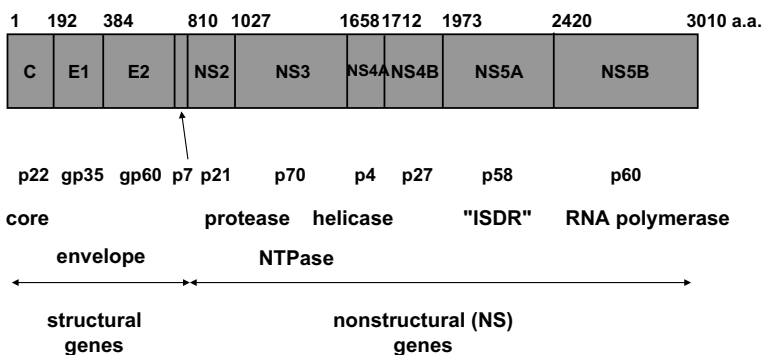 1 192 384 810 1027 1658 1712 1973 2420 3010 a.a.
C E1 E2 NS2 NS3 NS4A NS4B NS5A NS5B
p22 gp35 gp60 p7 p21 p70 p4 p27 p58 p60
core protease helicase "ISDR" RNA polymerase
envelope NTPase
structural nonstructural (NS)
genes genes